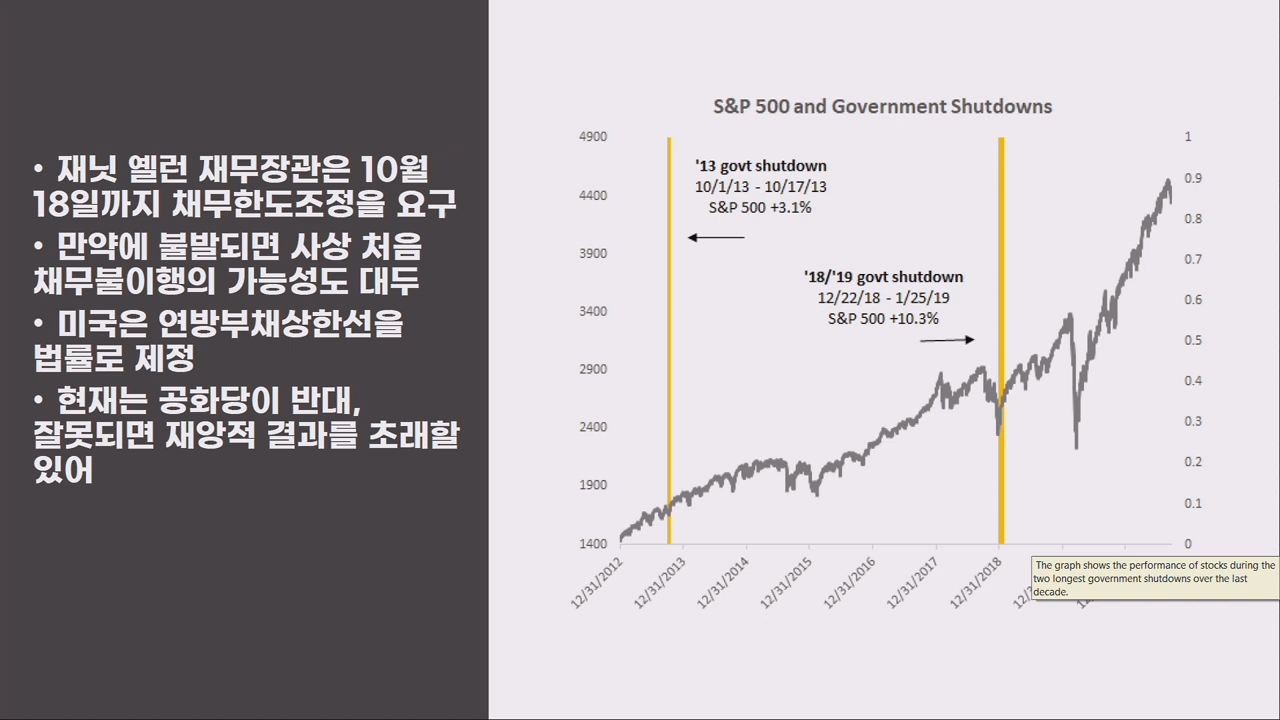 • 재닛 옐런 재무장관은 10월
18일까지 채무한도조정을 요구
• 만약에 불발되면 사상 처음
채무불이행의 가능성도 대두
• 미국은 연방부채상한선을
법률로 제정
• 현재는 공화당이 반대,
잘못되면 재앙적 결과를 초래할
있어
S&P 500 and Government Shutdowns
4900
4400
3900
3400
2900
2400
1900
1400
'13 govt shutdown
10/1/13 - 10/17/13
S&P 500 +3.1%
'18/'19 govt shutdown
12/22/18 - 1/25/19
S&P 500 +10.3%
1
0.9
0.8
0.7
0.6
0.5
0.4
0.3
0.2
0.1
0
12/31/2012
12/31/2013
12/31/2014
12/31/2015
12/31/2016
12/31/2017
12/31/2018
The graph shows the performance of stocks during the
two longest government shutdowns over the last
decade.